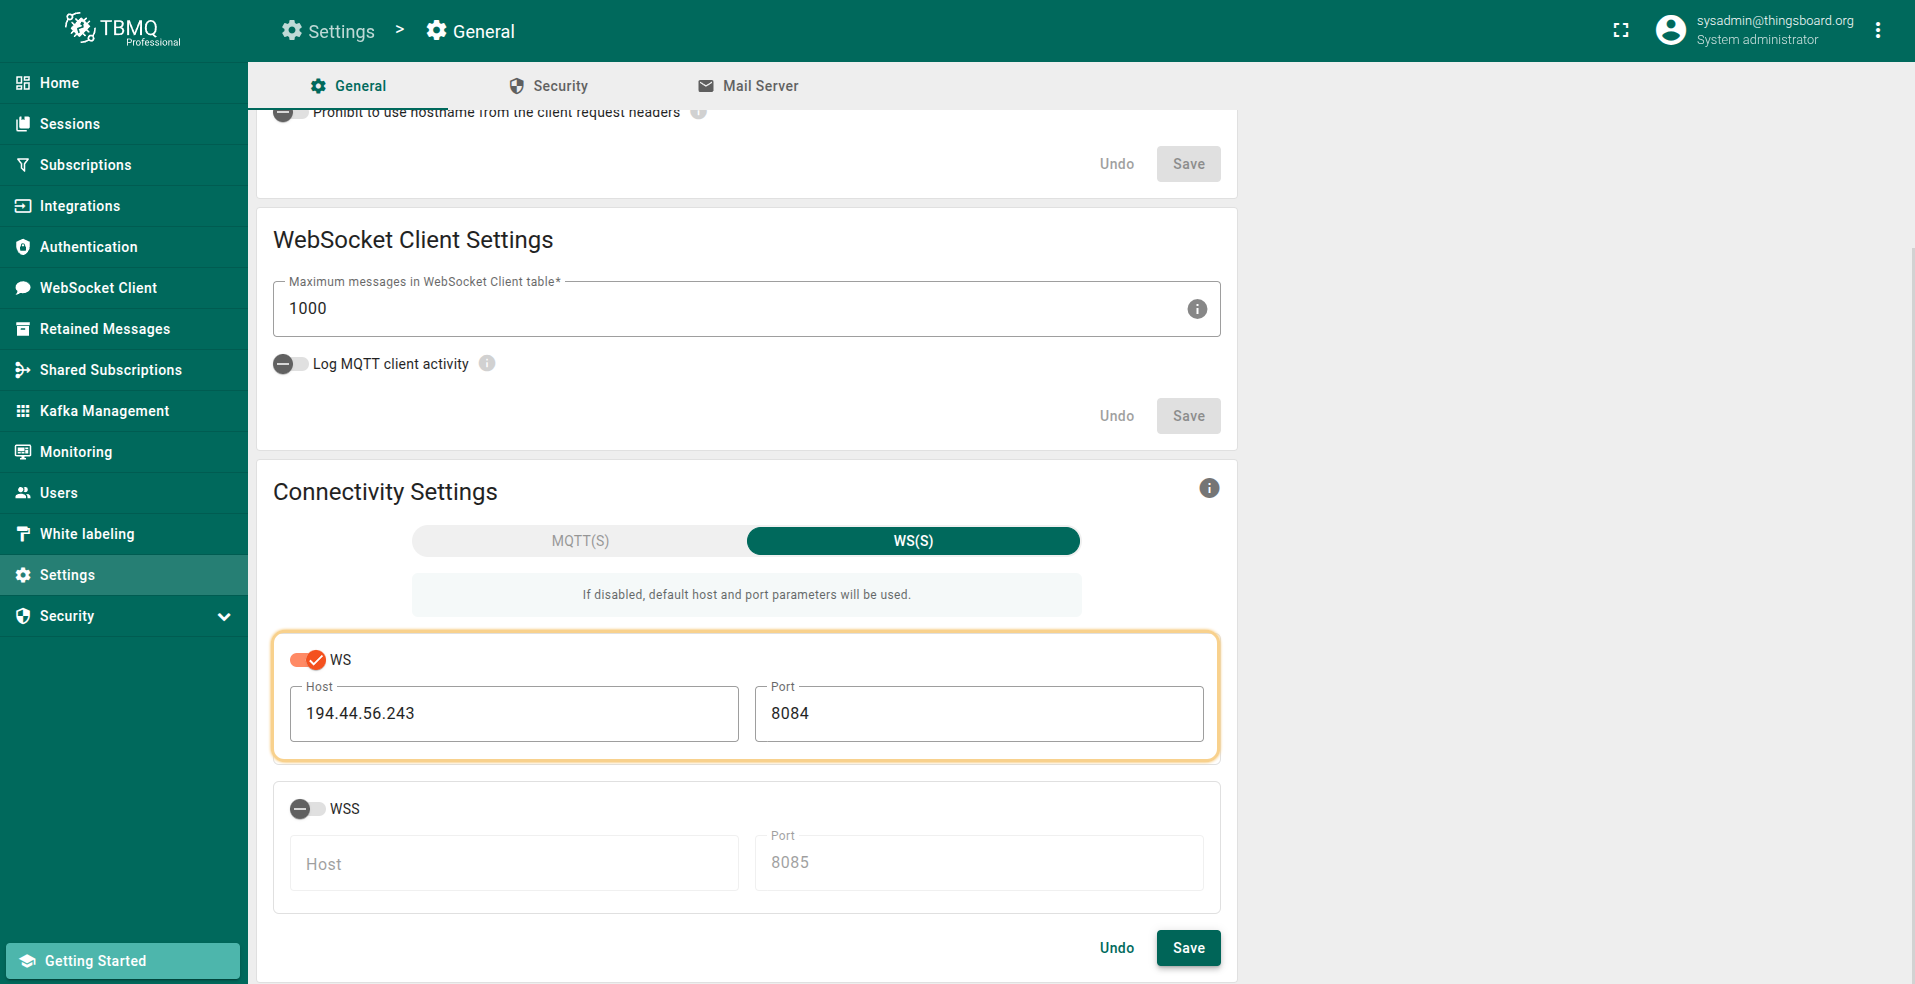 TBMQ
Professional
Settings > General
sysadmin@thingsboard.org
System administrator
Home
Sessions
Subscriptions
Integrations
Authentication
WebSocket Client
Retained Messages
Shared Subscriptions
Kafka Management
Monitoring
Users
White labeling
Settings
Security
Getting Started
General
Security
Mail Server
Prohibit to use hostname from the client request headers
Undo
Save
WebSocket Client Settings
Maximum messages in WebSocket Client table*
1000
Log MQTT client activity
Undo
Save
Connectivity Settings
MQTT(S)
WS(S)
If disabled, default host and port parameters will be used.
WS
Host
194.44.56.243
Port
8084
WSS
Host
Port
8085
Undo
Save